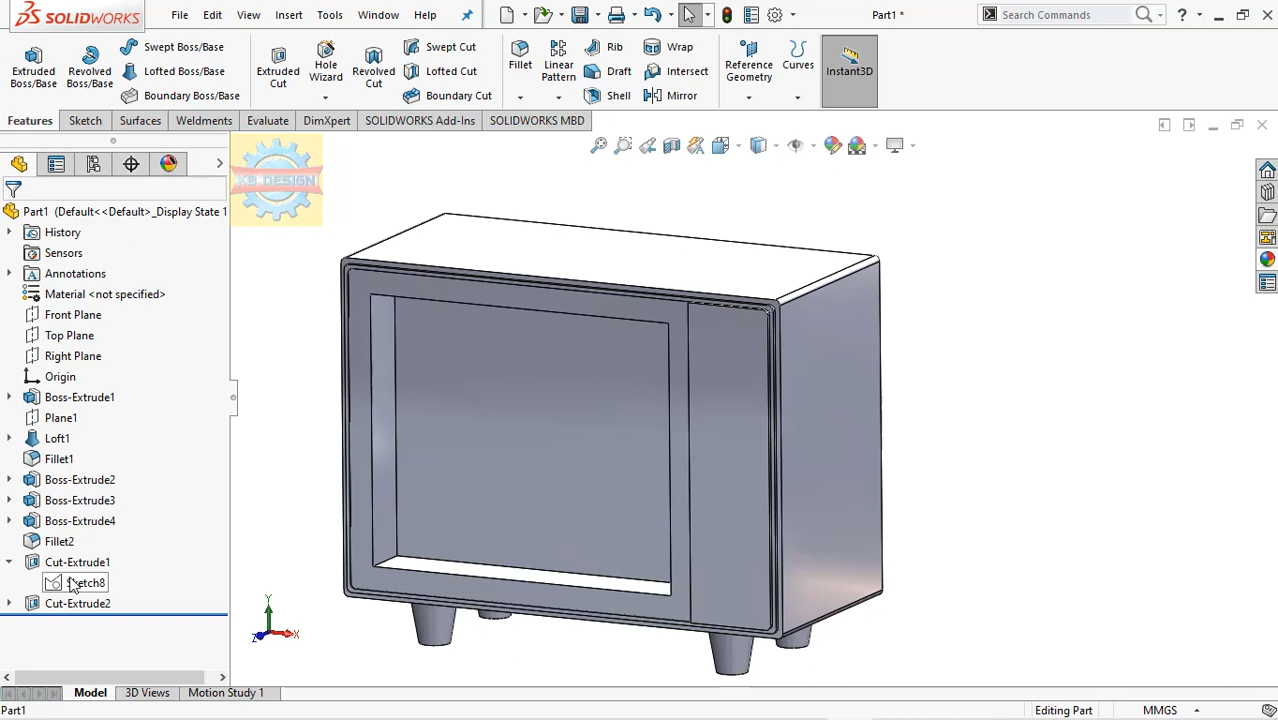 SOLIDWORKS File Edit View Insert Tools Window Help Part1 * Search Commands ?
Extruded Boss/Base Revolved Boss/Base Swept Boss/Base Lofted Boss/Base Boundary Boss/Base Extruded Cut Hole Wizard Revolved Cut Swept Cut Lofted Cut Boundary Cut Fillet Linear Pattern Rib Draft Shell Wrap Intersect Mirror Reference Geometry Curves Instant3D
Features Sketch Surfaces Weldments Evaluate DimXpert SOLIDWORKS Add-Ins SOLIDWORKS MBD
KB DESIGN
Part1 (Default<<Default>_Display State 1
History
Sensors
Annotations
Material <not specified>
Front Plane
Top Plane
Right Plane
Origin
Boss-Extrude1
Plane1
Loft1
Fillet1
Boss-Extrude2
Boss-Extrude3
Boss-Extrude4
Fillet2
Cut-Extrude1
Sketch8
Cut-Extrude2
Y
Z X
Model 3D Views Motion Study 1
Part1 Editing Part MMGS